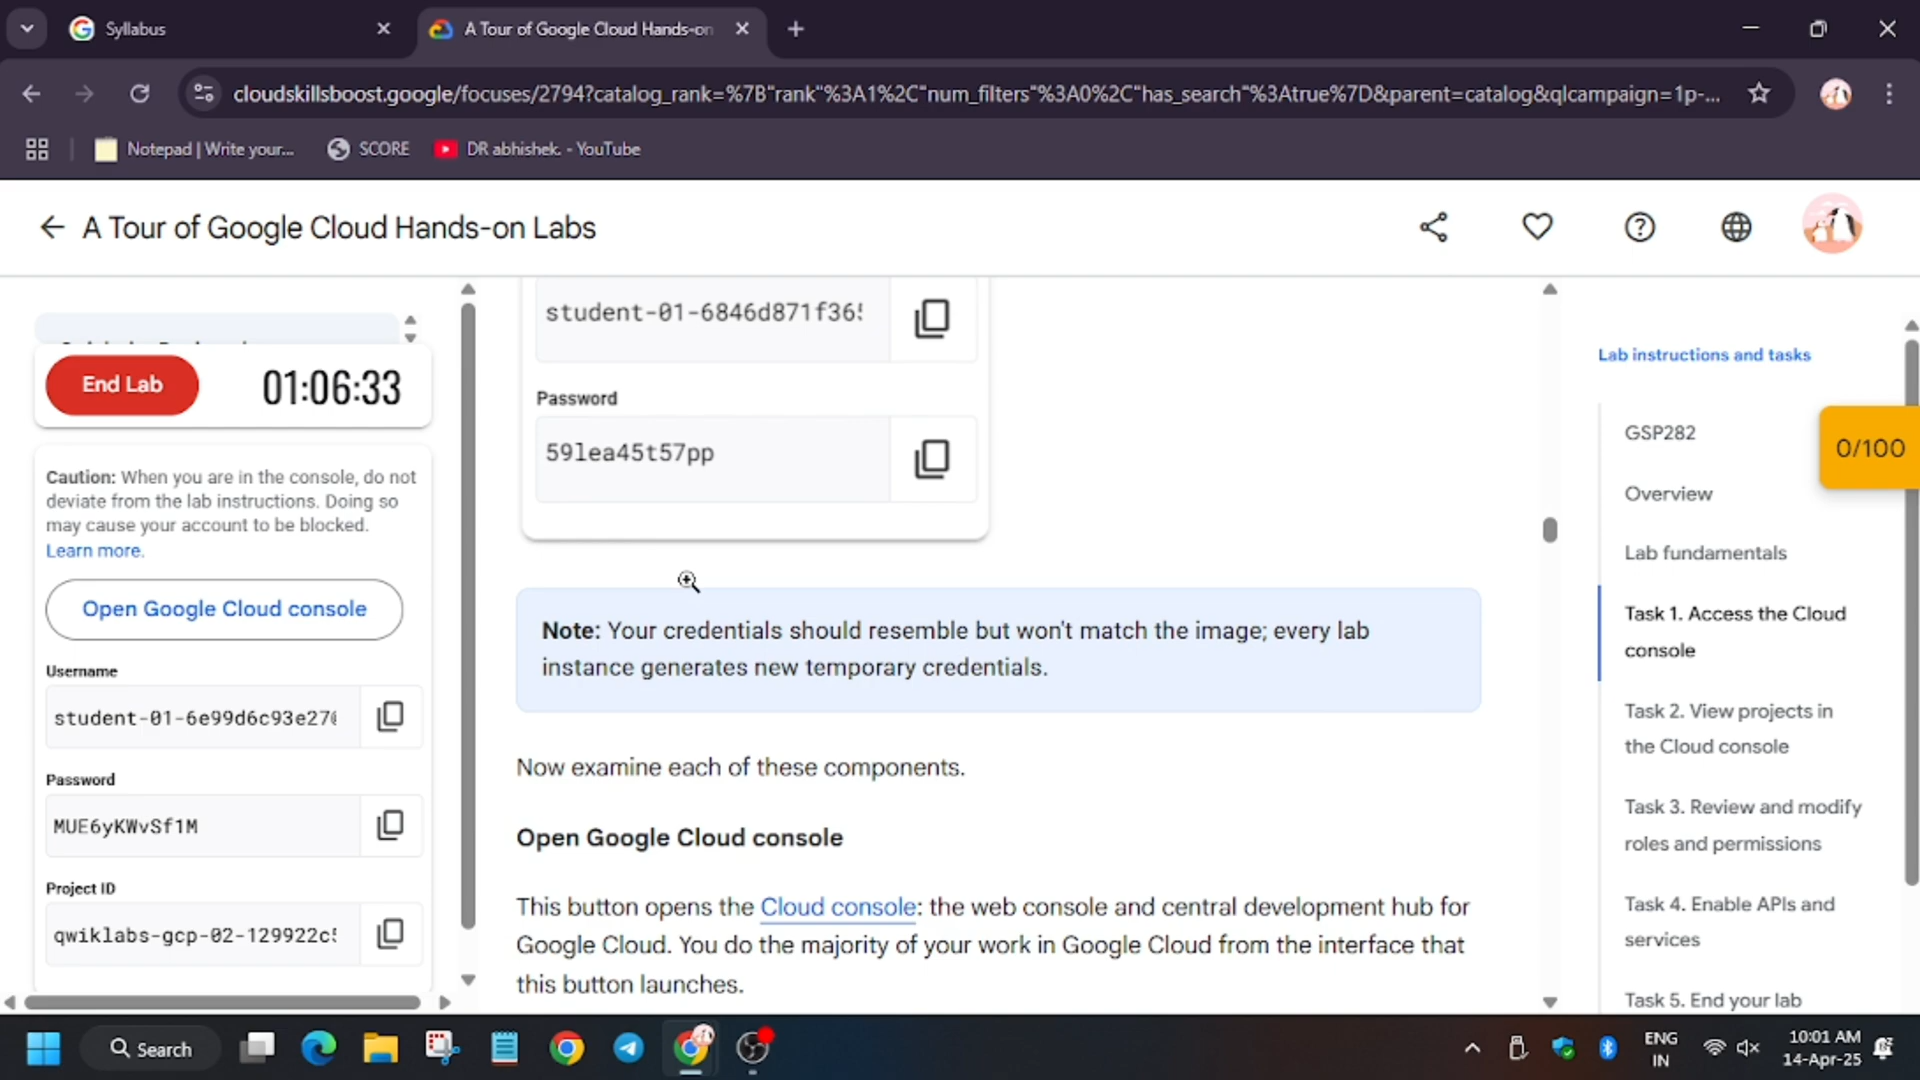 Syllabus
A Tour of Google Cloud Hands-on
cloudskillsboost.google/focuses/2794?catalog_rank=%7B"rank"%3A1%2C"num_filters"%3A0%2C"has_search"%3Atrue%7D&parent=catalog&qlcampaign=1p-...
Notepad | Write your...
SCORE
DR abhishek. - YouTube
A Tour of Google Cloud Hands-on Labs
End Lab
01:06:33
Caution: When you are in the console, do not
deviate from the lab instructions. Doing so
may cause your account to be blocked.
Learn more.
Open Google Cloud console
Username
student-01-6e99d6c93e27
Password
MUE6yKWvSf1M
Project ID
qwiklabs-gcp-02-129922c
student-01-6846d871f36
Password
59lea45t57pp
Note: Your credentials should resemble but won't match the image; every lab
instance generates new temporary credentials.
Now examine each of these components.
Open Google Cloud console
This button opens the Cloud console: the web console and central development hub for
Google Cloud. You do the majority of your work in Google Cloud from the interface that
this button launches.
Lab instructions and tasks
GSP282
0/100
Overview
Lab fundamentals
Task 1. Access the Cloud
console
Task 2. View projects in
the Cloud console
Task 3. Review and modify
roles and permissions
Task 4. Enable APIs and
services
Task 5. End your lab
Search
ENG
IN
10:01 AM
14-Apr-25